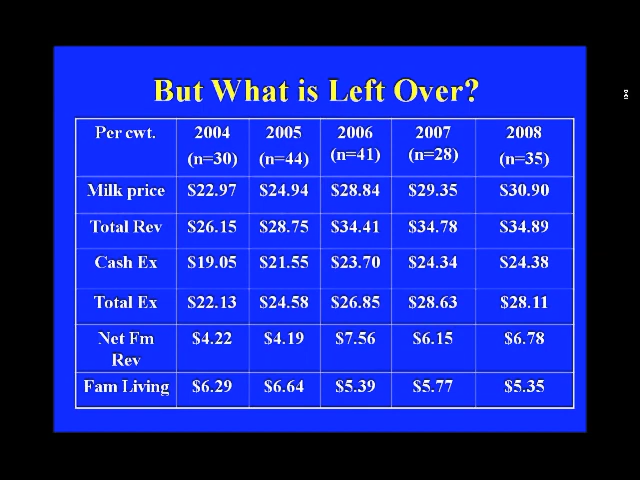 But What is Left Over?
Per cwt. 2004 2005 2006 2007 2008
(n=30) (n=44) (n=41) (n=28) (n=35)
Milk price $22.97 $24.94 $28.84 $29.35 $30.90
Total Rev $26.15 $28.75 $34.41 $34.78 $34.89
Cash Ex $19.05 $21.55 $23.70 $24.34 $24.38
Total Ex $22.13 $24.58 $26.85 $28.63 $28.11
Net Fm $4.22 $4.19 $7.56 $6.15 $6.78
Rev
Fam Living $6.29 $6.64 $5.39 $5.77 $5.35